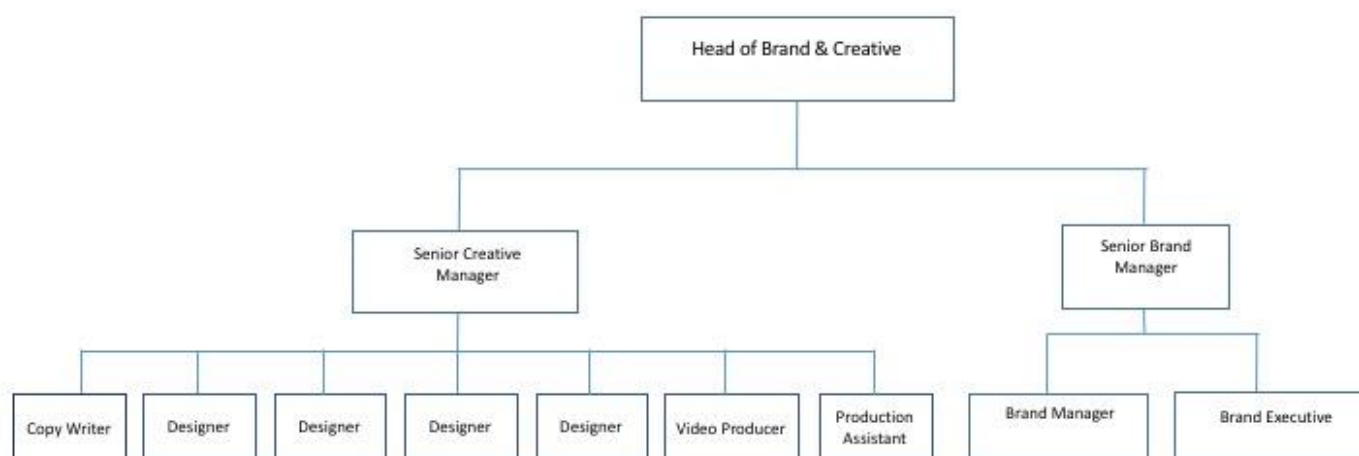 Head of Brand & Creative
Senior Creative
Manager
Senior Brand
Manager
Copy Writer
Designer
Designer
Designer
Designer
Video Producer
Production
Assistant
Brand Manager
Brand Executive